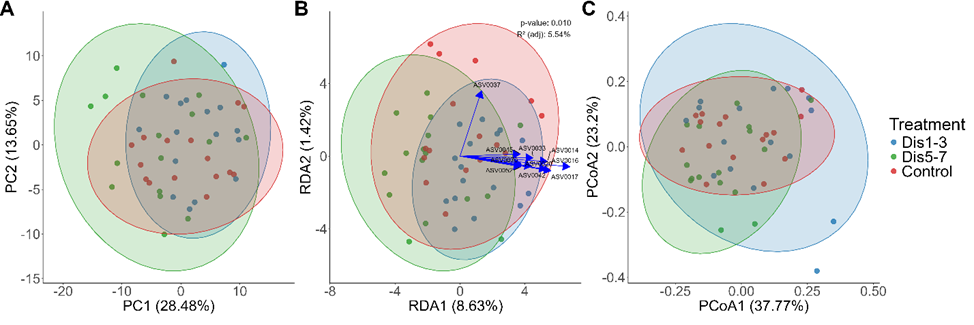 A
PC2 (13.65%)
10
5
0
-5
-10
-15
-20
-10
0
10
PC1 (28.48%)
B
p-value: 0.010
R² (adj): 5.54%
RDA2 (1.42%)
4
0
-4
ASV0037
ASV0033
ASV0014
ASV0016
ASV0017
-4
0
4
RDA1 (8.63%)
C
PCoA2 (23.2%)
0.4
0.2
0.0
-0.2
-0.4
-0.25
0.00
0.25
0.50
PCoA1 (37.77%)
Treatment
Dis1-3
Dis5-7
Control